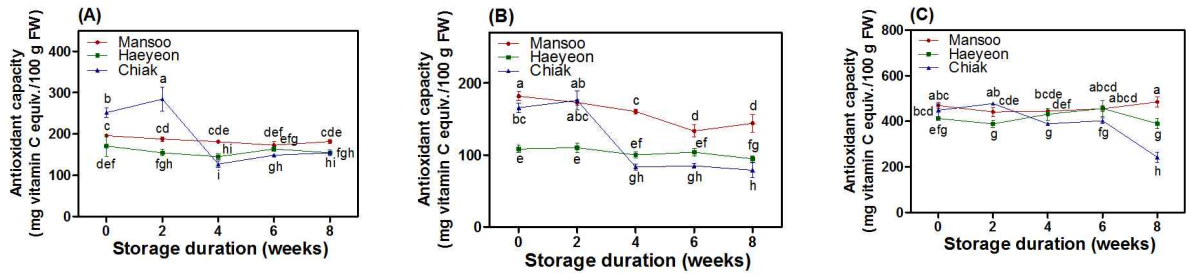 (A)
Antioxidant capacity
(mg vitamin C equiv./100 g FW)
400
300
200
100
0
Mansoo
Haeyeon
Chiak
b
a
c
cd
cde
def
efg
cde
def
fgh
hi
i
gh
fgh
hi
0 2 4 6 8
Storage duration (weeks)
(B)
Antioxidant capacity
(mg vitamin C equiv./100 g FW)
200
100
0
Mansoo
Haeyeon
Chiak
a
ab
c
d
d
bc
abc
e
e
ef
ef
fg
gh
gh
h
0 2 4 6 8
Storage duration (weeks)
(C)
Antioxidant capacity
(mg vitamin C equiv./100 g FW)
800
600
400
200
0
Mansoo
Haeyeon
Chiak
abc
ab
bcde
abcd
a
bcd
cde
def
abcd
efg
g
g
fg
g
h
0 2 4 6 8
Storage duration (weeks)